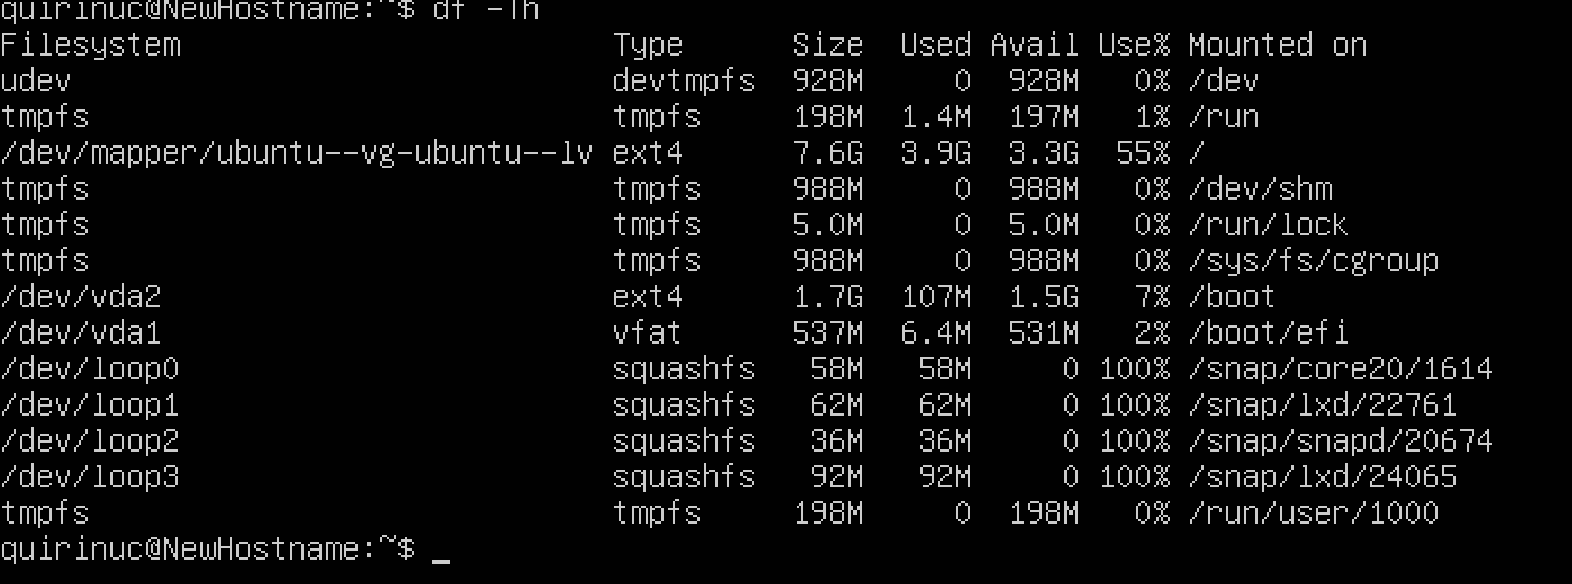 quirinuc@NewHostname:~$ df -Th
Filesystem                        Type      Size  Used Avail Use% Mounted on
udev                              devtmpfs  928M     0  928M   0% /dev
tmpfs                             tmpfs     198M  1.4M  197M   1% /run
/dev/mapper/ubuntu--vg-ubuntu--lv ext4      7.6G  3.9G  3.3G  55% /
tmpfs                             tmpfs     988M     0  988M   0% /dev/shm
tmpfs                             tmpfs     5.0M     0  5.0M   0% /run/lock
tmpfs                             tmpfs     988M     0  988M   0% /sys/fs/cgroup
/dev/vda2                         ext4      1.7G  107M  1.5G   7% /boot
/dev/vda1                         vfat      537M  6.4M  531M   2% /boot/efi
/dev/loop0                        squashfs   58M   58M     0 100% /snap/core20/1614
/dev/loop1                        squashfs   62M   62M     0 100% /snap/lxd/22761
/dev/loop2                        squashfs   36M   36M     0 100% /snap/snapd/20674
/dev/loop3                        squashfs   92M   92M     0 100% /snap/lxd/24065
tmpfs                             tmpfs     198M     0  198M   0% /run/user/1000
quirinuc@NewHostname:~$ _